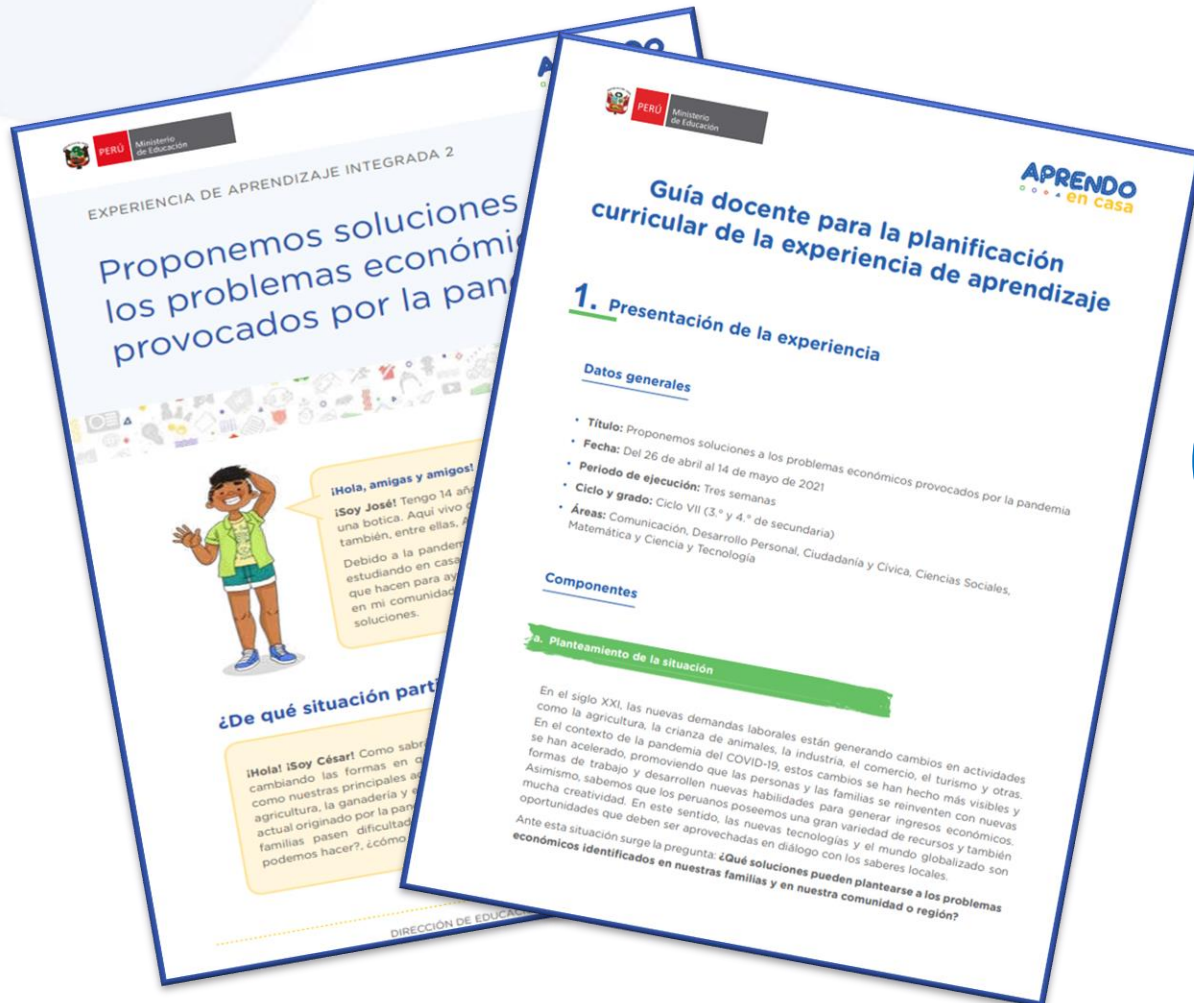 PERÚ
Ministerio
de Educación
EXPERIENCIA DE APRENDIZAJE INTEGRADA 2
Proponemos soluciones
los problemas económi
provocados por la pan
¡Hola, amigas y amigos!
¡Soy José! Tengo 14 añ
una botica. Aquí vivo
también, entre ellas,
Debido a la pandem
estudiando en casa
que hacen para ay
en mi comunidad
soluciones.
¿De qué situación parti
¡Hola! ¡Soy César! Como sabr
cambiando las formas en q
como nuestras principales ac
agricultura, la ganadería y e
actual originado por la pan
familias pasen dificultad
podemos hacer?, ¿cómo
DIRECCIÓN DE EDUCAC
PERÚ
Ministerio
de Educación
APRENDO
en casa
Guía docente para la planificación
curricular de la experiencia de aprendizaje
1. Presentación de la experiencia
Datos generales
• Título: Proponemos soluciones a los problemas económicos provocados por la pandemia
• Fecha: Del 26 de abril al 14 de mayo de 2021
• Periodo de ejecución: Tres semanas
• Ciclo y grado: Ciclo VII (3.° y 4.° de secundaria)
• Áreas: Comunicación, Desarrollo Personal, Ciudadanía y Cívica, Ciencias Sociales,
Matemática y Ciencia y Tecnología
Componentes
a. Planteamiento de la situación
En el siglo XXI, las nuevas demandas laborales están generando cambios en actividades
como la agricultura, la crianza de animales, la industria, el comercio, el turismo y otras.
En el contexto de la pandemia del COVID-19, estos cambios se han hecho más visibles y
se han acelerado, promoviendo que las personas y las familias se reinventen con nuevas
formas de trabajo y desarrollen nuevas habilidades para generar ingresos económicos.
Asimismo, sabemos que los peruanos poseemos una gran variedad de recursos y también
mucha creatividad. En este sentido, las nuevas tecnologías y el mundo globalizado son
oportunidades que deben ser aprovechadas en diálogo con los saberes locales.
Ante esta situación surge la pregunta: ¿Qué soluciones pueden plantearse a los problemas
económicos identificados en nuestras familias y en nuestra comunidad o región?